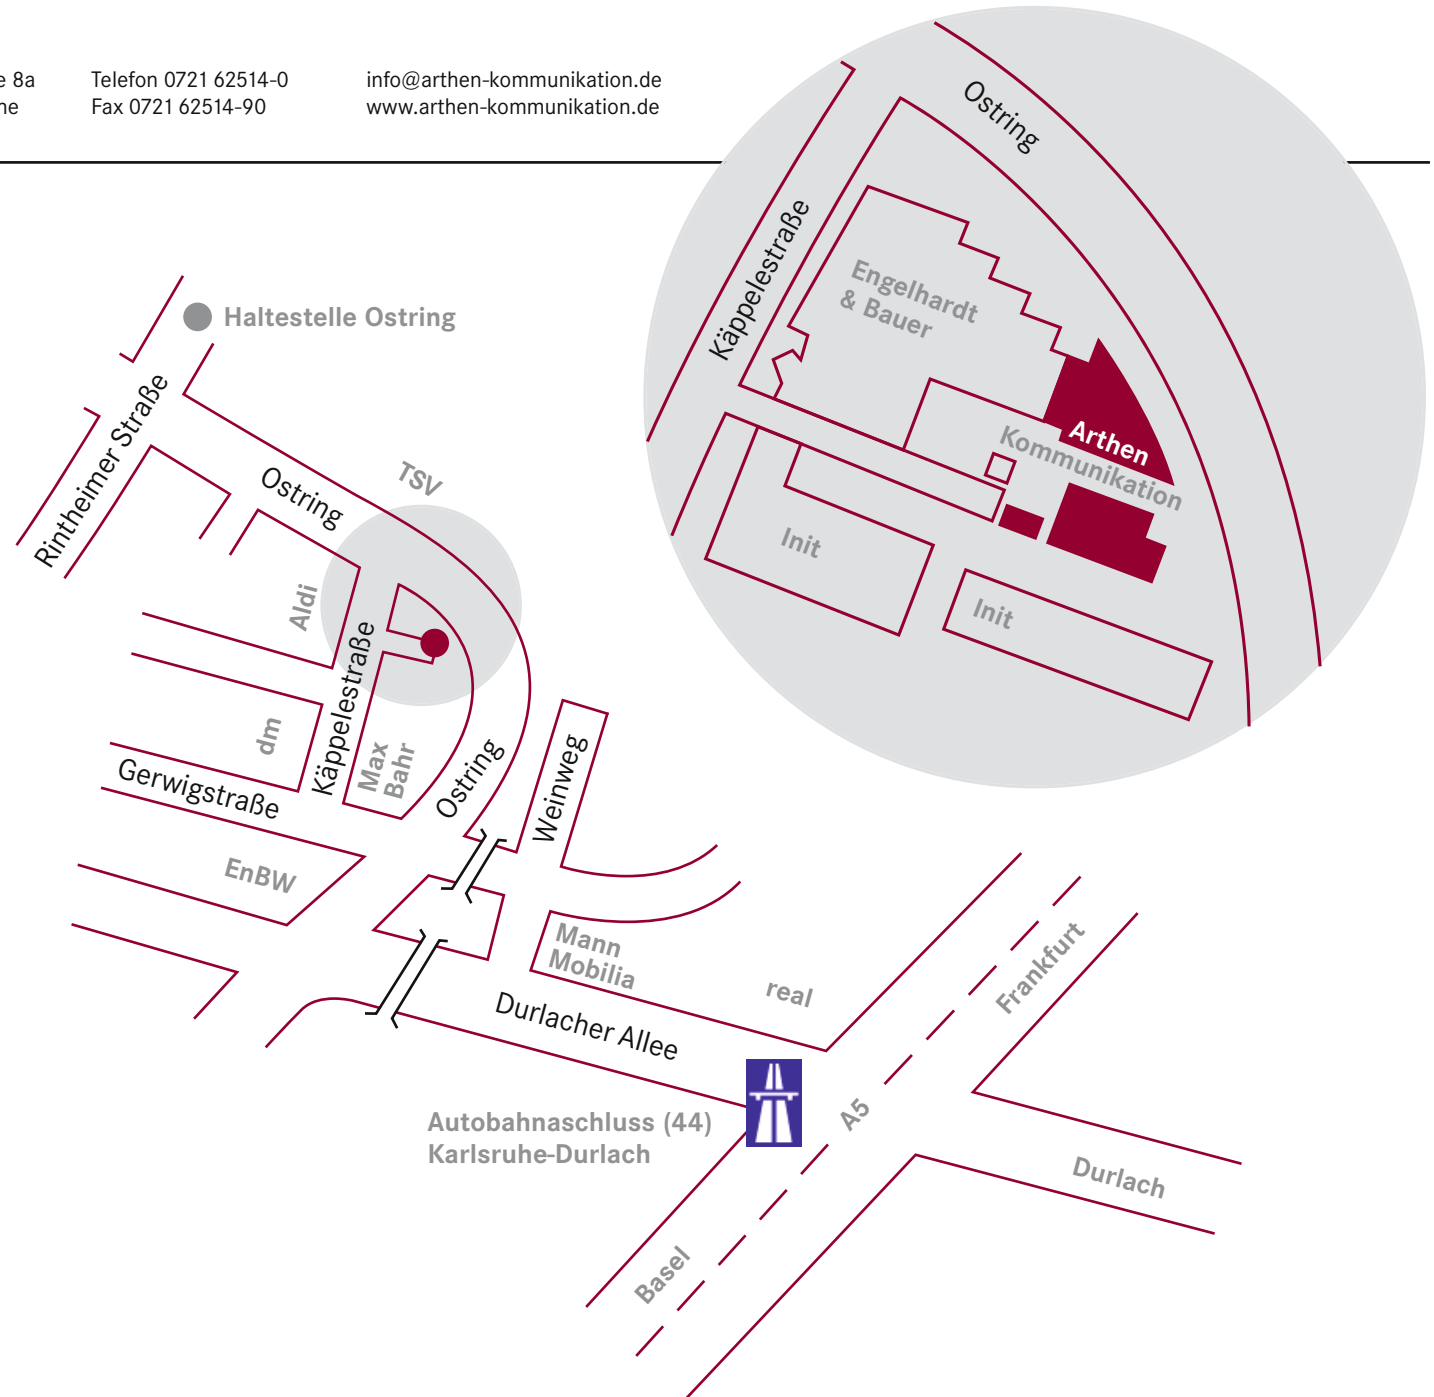 e 8a
ne
Telefon 0721 62514-0
Fax 0721 62514-90
info@arthen-kommunikation.de
www.arthen-kommunikation.de
Ostring
Käppelestraße
Engelhardt
& Bauer
Arthen
Kommunikation
Init
Init
Haltestelle Ostring
Rintheimer Straße
Ostring
TSV
Aldi
Käppelestraße
dm
Max
Bahr
Ostring
Weinweg
Gerwigstraße
EnBW
Mann
Mobilia
real
Durlacher Allee
Frankfurt
A5
Autobahnaschluss (44)
Karlsruhe-Durlach
Durlach
Basel